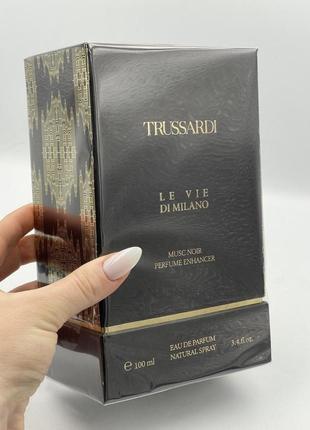 TRUSSARDI
LE VIE
DI MILANO
MUSC NOIR
PERFUME ENHANCER
EAU DE PARFUM
NATURAL SPRAY
℮ 100 ml
3.4 fl. oz.